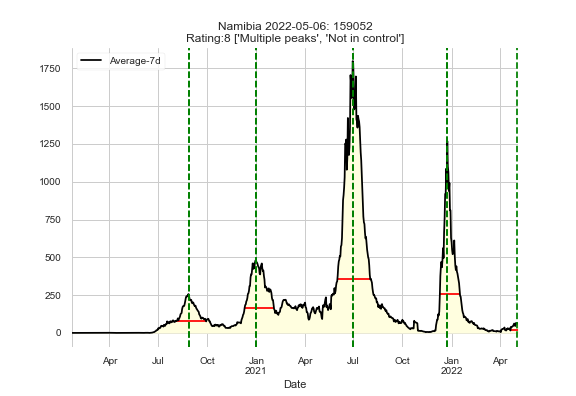 Namibia 2022-05-06: 159052
Rating:8 ['Multiple peaks', 'Not in control']
Average-7d
1750
1500
1250
1000
750
500
250
0
Apr
Jul
Oct
Jan
2021
Apr
Jul
Oct
Jan
2022
Apr
Date